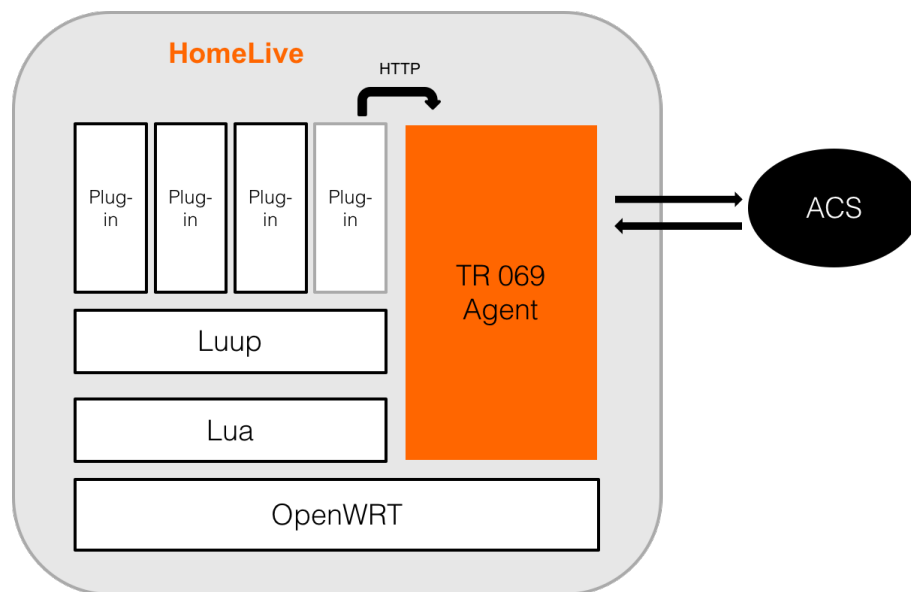 HomeLive
HTTP
Plug-
in
Plug-
in
Plug-
in
Plug-
in
TR 069
Agent
ACS
Luup
Lua
OpenWRT